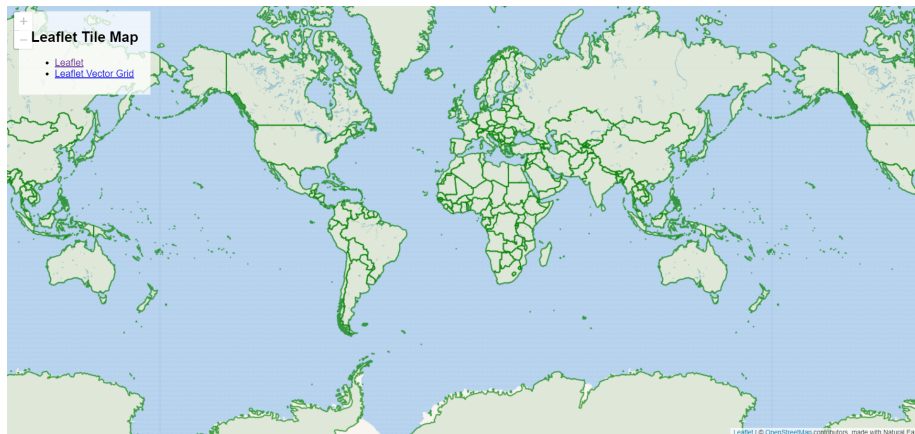 +
−
Leaflet Tile Map
Leaflet
Leaflet Vector Grid
Leaflet | © OpenStreetMap contributors, made with Natural Ea